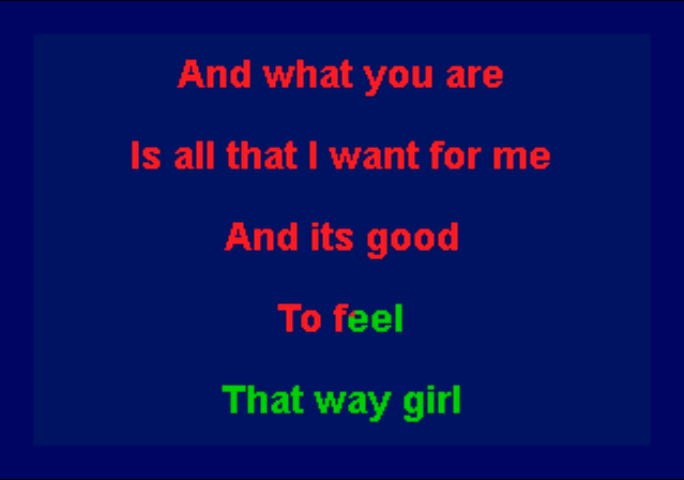 And what you are
Is all that I want for me
And its good
To feel
That way girl